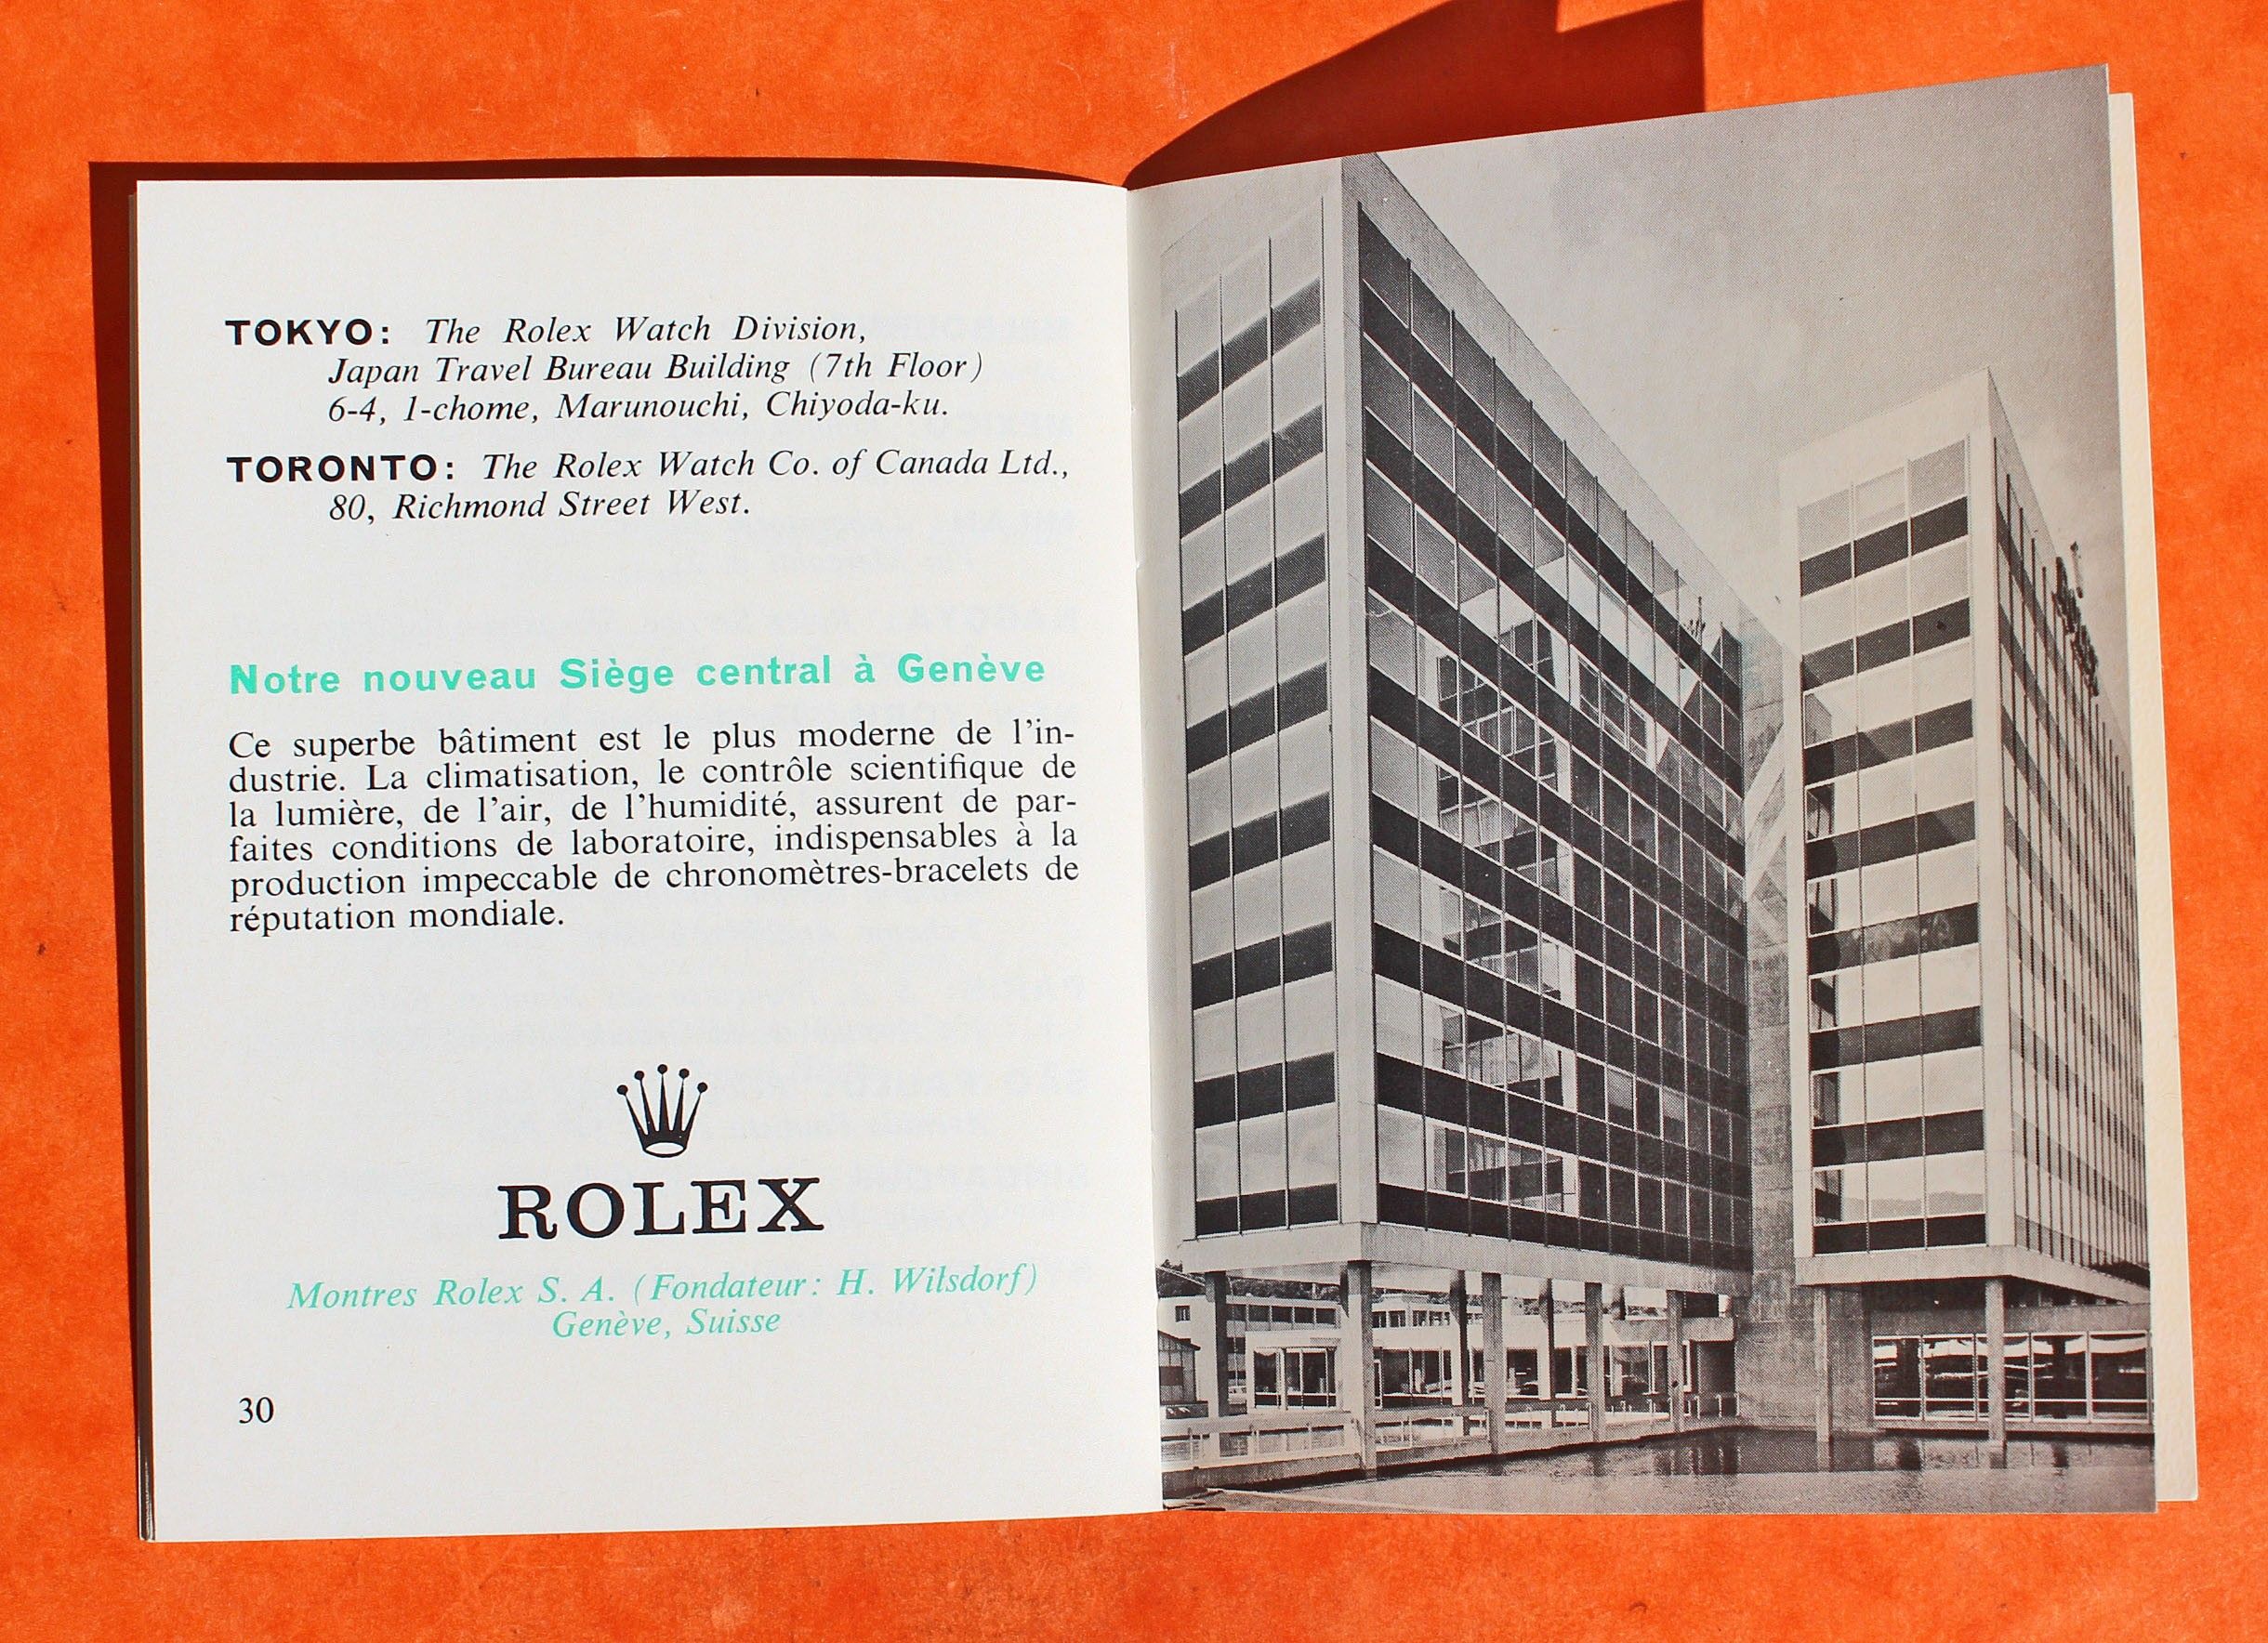 TOKYO: The Rolex Watch Division,
Japan Travel Bureau Building (7th Floor)
6-4, 1-chome, Marunouchi, Chiyoda-ku.
TORONTO: The Rolex Watch Co. of Canada Ltd.,
80, Richmond Street West.
Notre nouveau Siège central à Genève
Ce superbe bâtiment est le plus moderne de l'in-
dustrie. La climatisation, le contrôle scientifique de
la lumière, de l'air, de l'humidité, assurent de par-
faites conditions de laboratoire, indispensables à la
production impeccable de chronomètres-bracelets de
réputation mondiale.
ROLEX
Montres Rolex S. A. (Fondateur: H. Wilsdorf)
Genève, Suisse
30